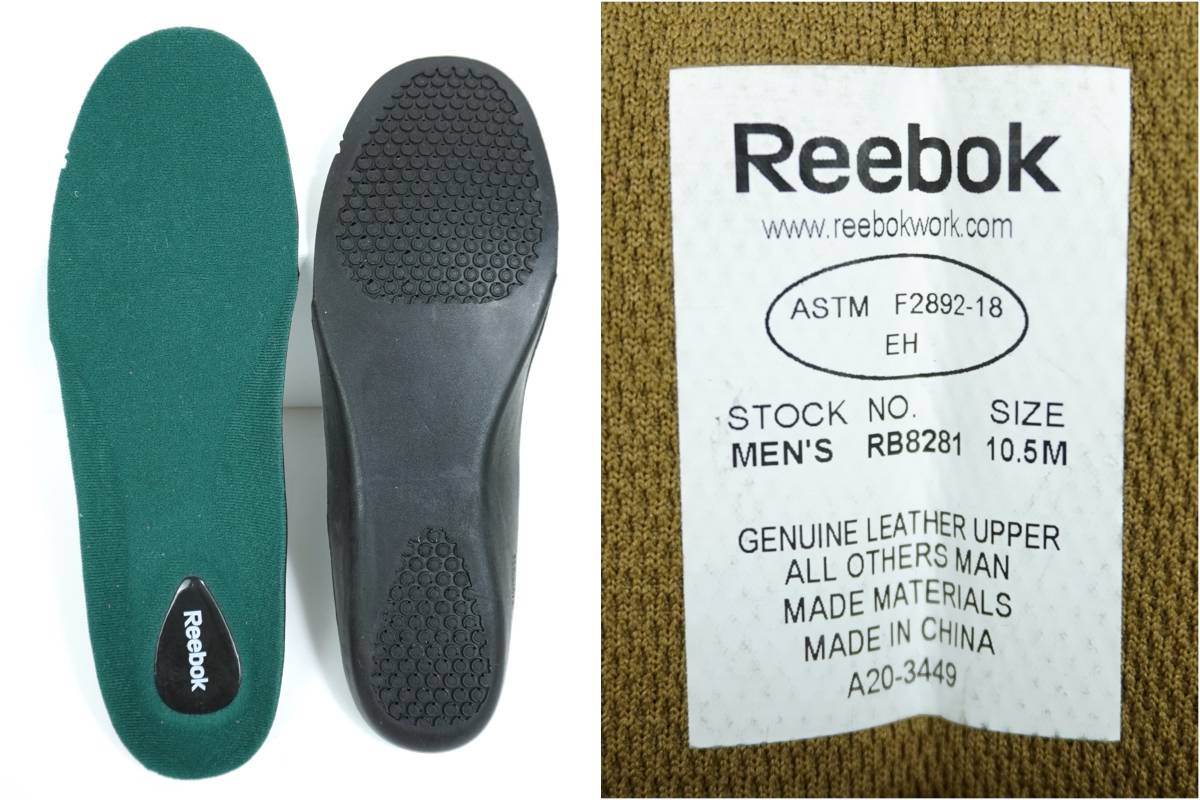 Reebok
Reebok
www.reebokwork.com
ASTM F2892-18
EH
STOCK NO. SIZE
MEN'S RB8281 10.5M
GENUINE LEATHER UPPER
ALL OTHERS MAN
MADE MATERIALS
MADE IN CHINA
A20-3449